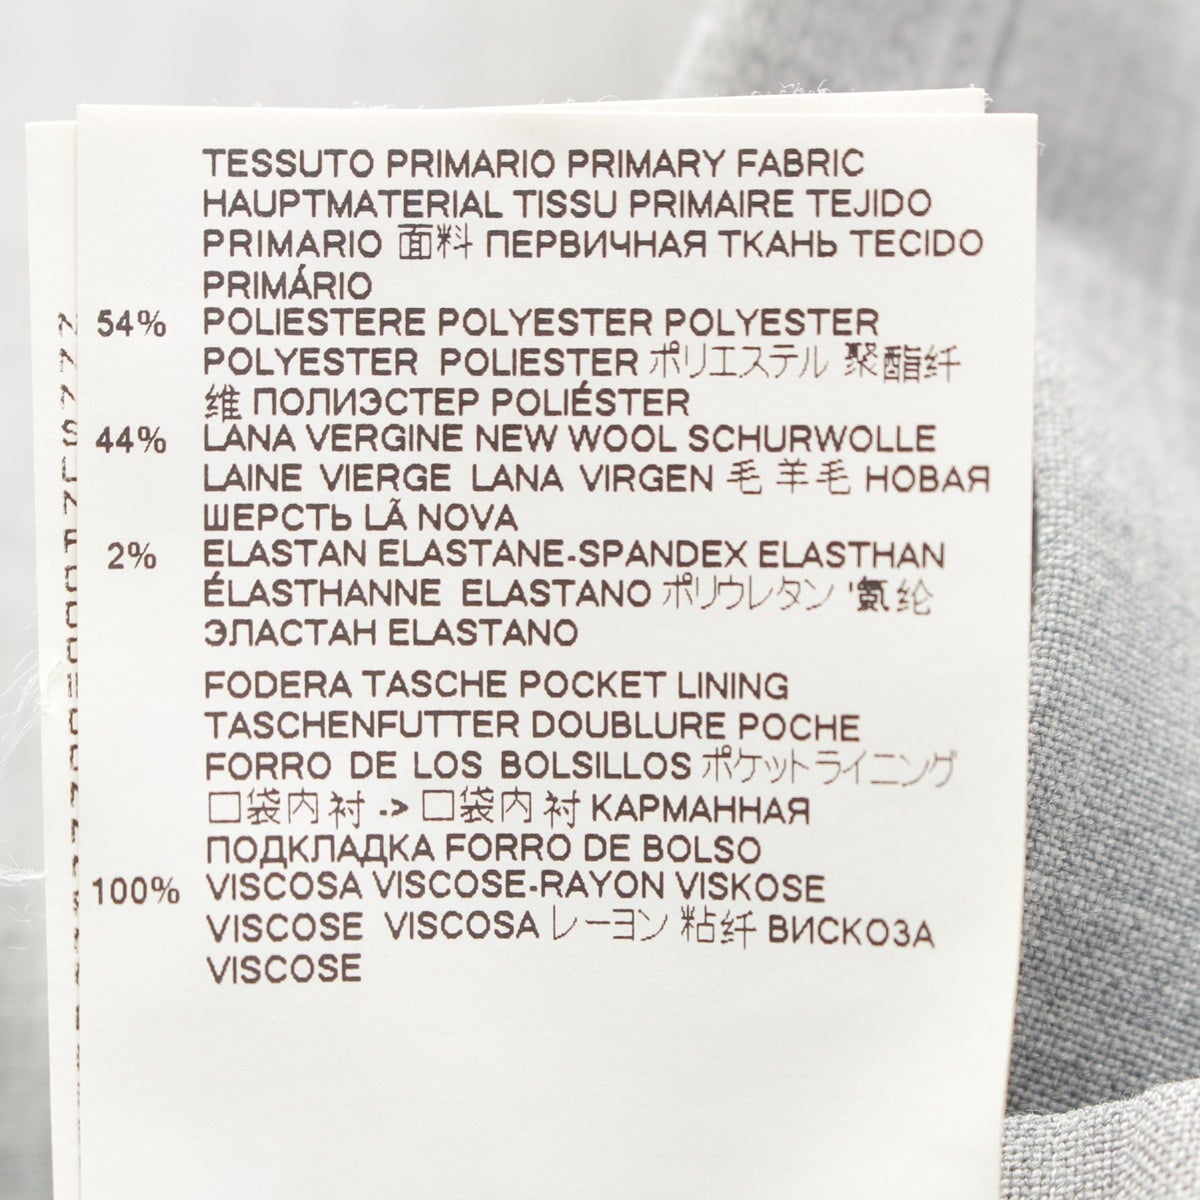 TESSUTO PRIMARIO PRIMARY FABRIC
HAUPTMATERIAL TISSU PRIMAIRE TEJIDO
PRIMARIO 面料 ПЕРВИЧНАЯ ТКАНЬ TECIDO
PRIMÁRIO
54% POLIESTERE POLYESTER POLYESTER
POLYESTER POLIESTER ポリエステル 聚酯纤
维 ПОЛИЭСТЕР POLIÉSTER
44% LANA VERGINE NEW WOOL SCHURWOLLE
LAINE VIERGE LANA VIRGEN 毛 羊毛 НОВАЯ
ШЕРСТЬ LÃ NOVA
2% ELASTAN ELASTANE-SPANDEX ELASTHAN
ÉLASTHANNE ELASTANO ポリウレタン '氨纶
ЭЛАСТАН ELASTANO
FODERA TASCHE POCKET LINING
TASCHENFUTTER DOUBLURE POCHE
FORRO DE LOS BOLSILLOS ポケットライニング
口袋内衬 -> 口袋内衬 КАРМАННАЯ
ПОДКЛАДКА FORRO DE BOLSO
100% VISCOSA VISCOSE-RAYON VISKOSE
VISCOSE VISCOSA レーヨン 粘纤 ВИСКОЗА
VISCOSE